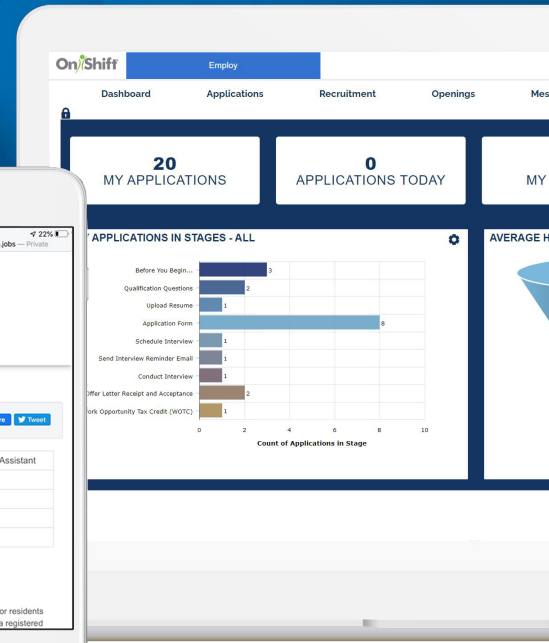 OnShift
Employ
Dashboard Applications Recruitment Openings Mes
20
MY APPLICATIONS
0
APPLICATIONS TODAY
MY
APPLICATIONS IN STAGES - ALL
AVERAGE H
Before You Begin... 3
Qualification Questions 2
Upload Resume 1
Application Form 8
Schedule Interview 1
Send Interview Reminder Email 1
Conduct Interview 1
Offer Letter Receipt and Acceptance 2
ork Opportunity Tax Credit (WOTC) 1
0 2 4 6 8 10
Count of Applications in Stage
22%
.jobs — Private
re Tweet
Assistant
or residents
a registered